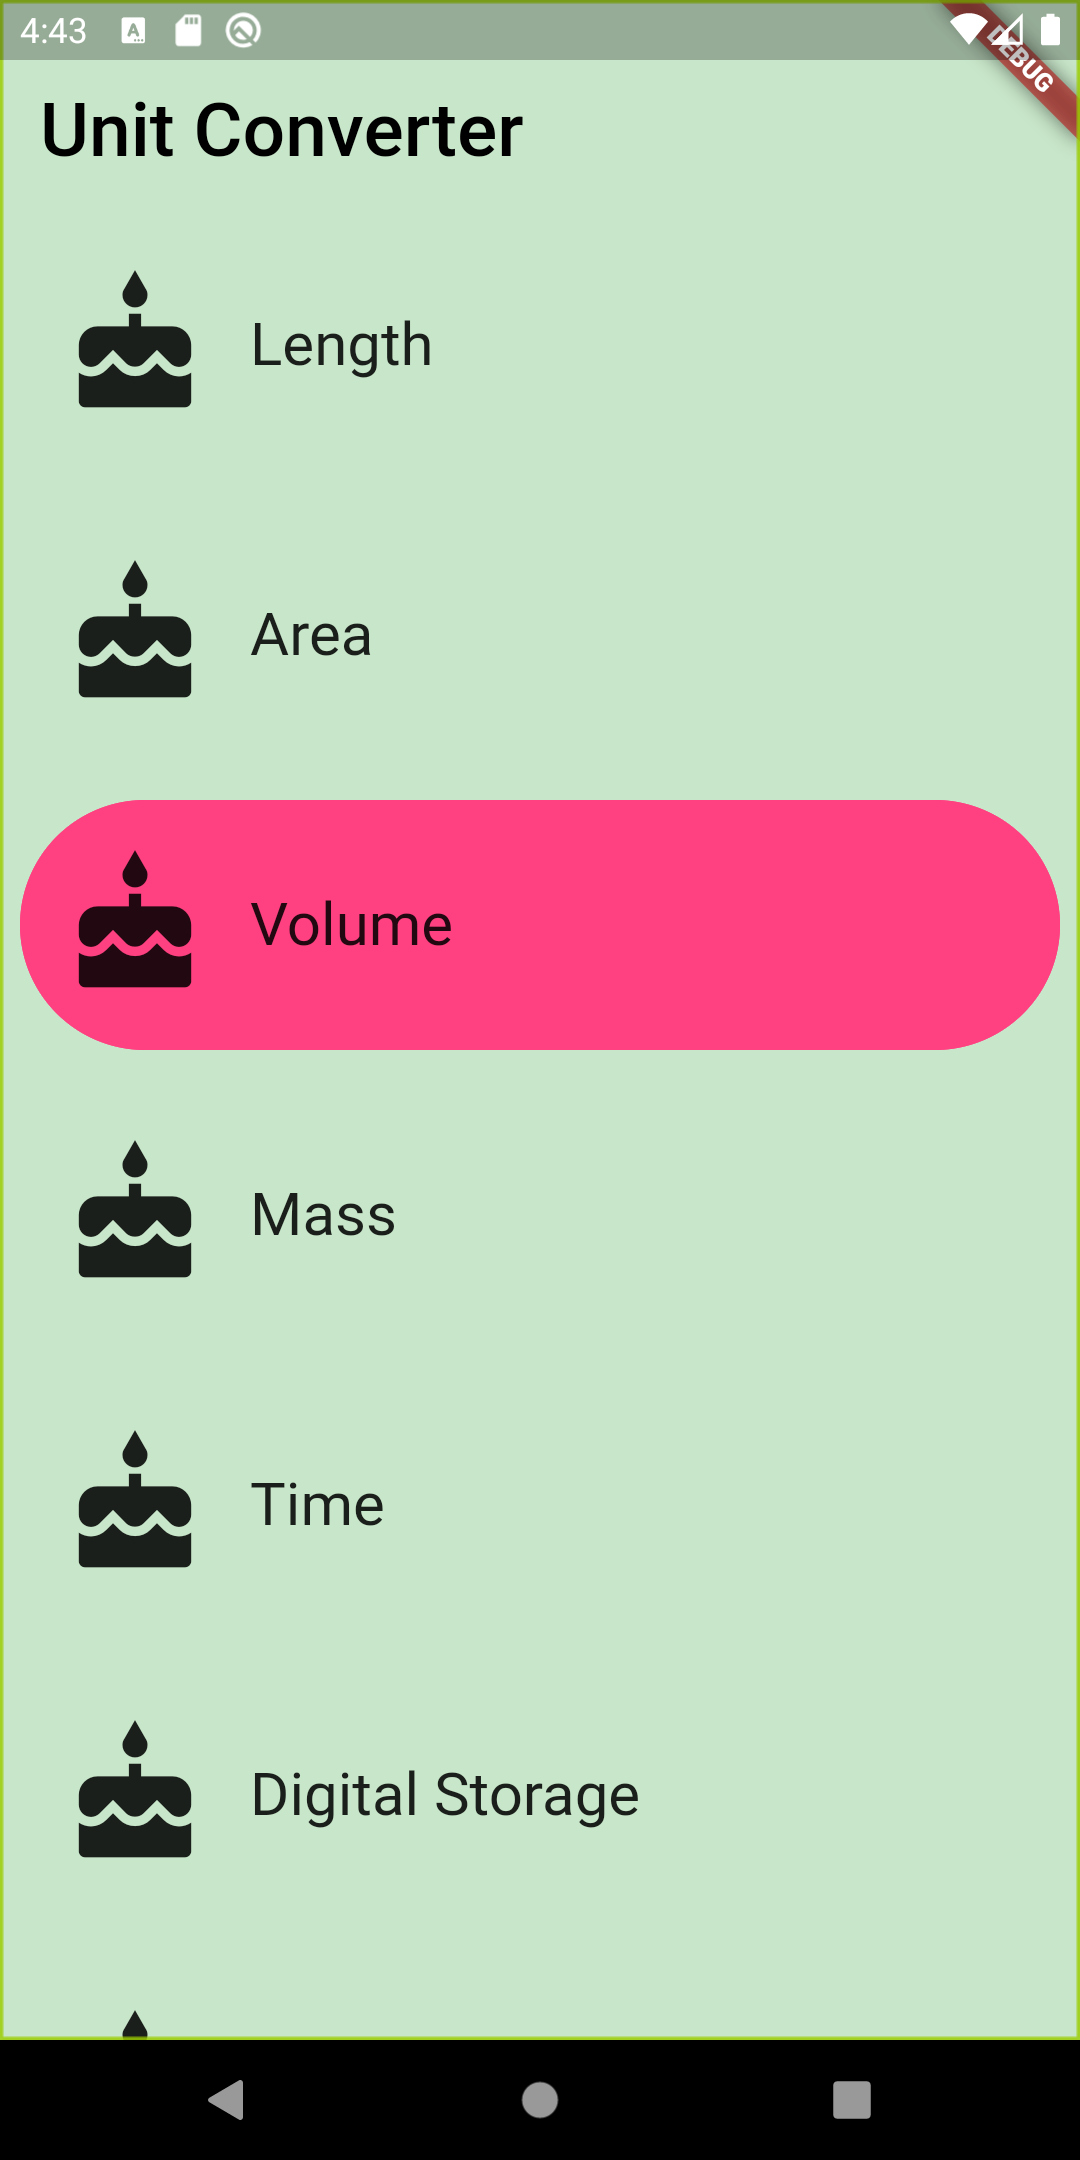 4:43
DEBUG
Unit Converter
Length
Area
Volume
Mass
Time
Digital Storage